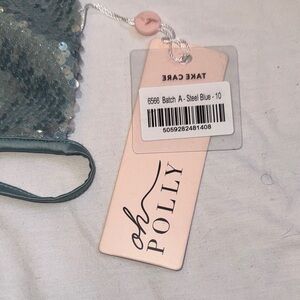 TAKE CARE
6566 Batch A - Steel Blue - 10
5059282481408
oh
POLLY